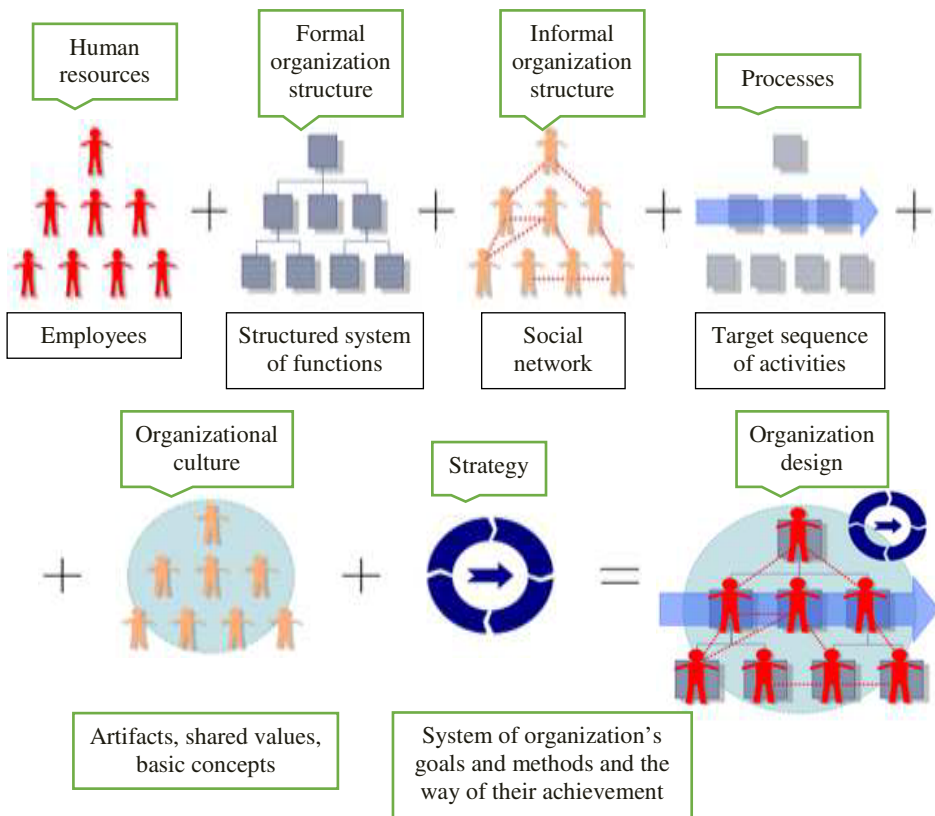 Human
resources
Formal
organization
structure
Informal
organization
structure
Processes
+
+
+
+
Employees
Structured system
of functions
Social
network
Target sequence
of activities
Organizational
culture
Strategy
Organization
design
+
+
=
Artifacts, shared values,
basic concepts
System of organization's
goals and methods and the
way of their achievement